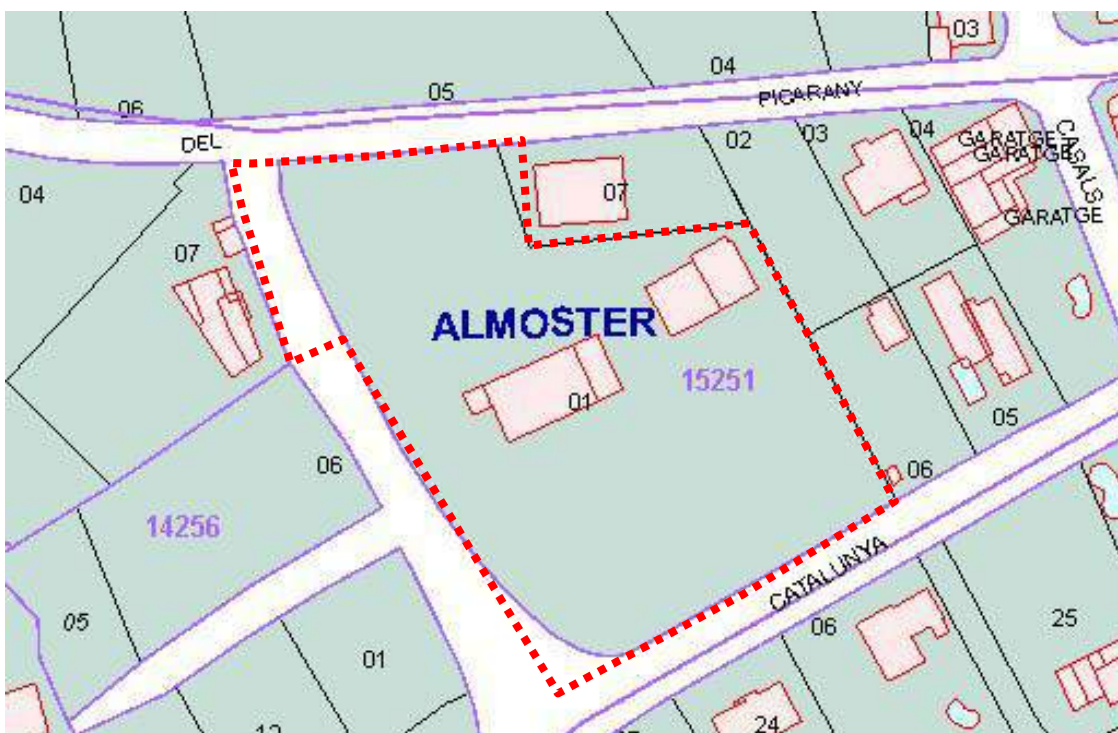 03
04
05
06
PICARANY
DEL
02
03
04
GARATGE
GARATGE
CASALS
04
07
GARATGE
07
ALMOSTER
15251
01
05
06
06
14256
CATALUNYA
05
06
25
01
24